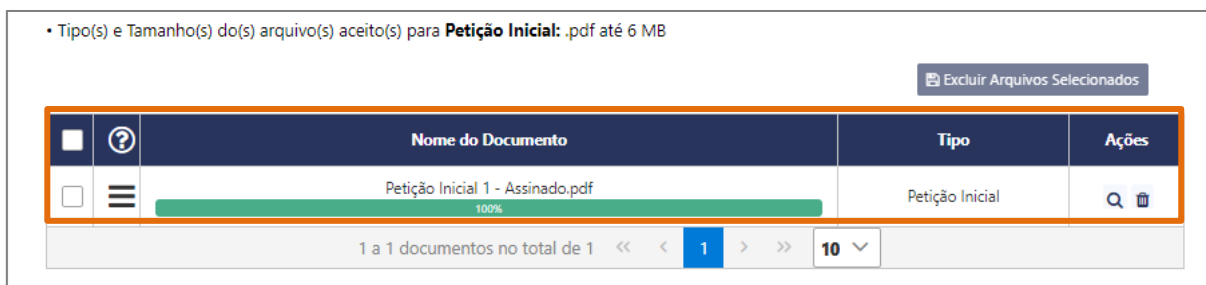 • Tipo(s) e Tamanho(s) do(s) arquivo(s) aceito(s) para Petição Inicial: .pdf até 6 MB
Excluir Arquivos Selecionados
? Nome do Documento Tipo Ações
Petição Inicial 1 - Assinado.pdf Petição Inicial
100%
1 a 1 documentos no total de 1 << < 1 > >> 10